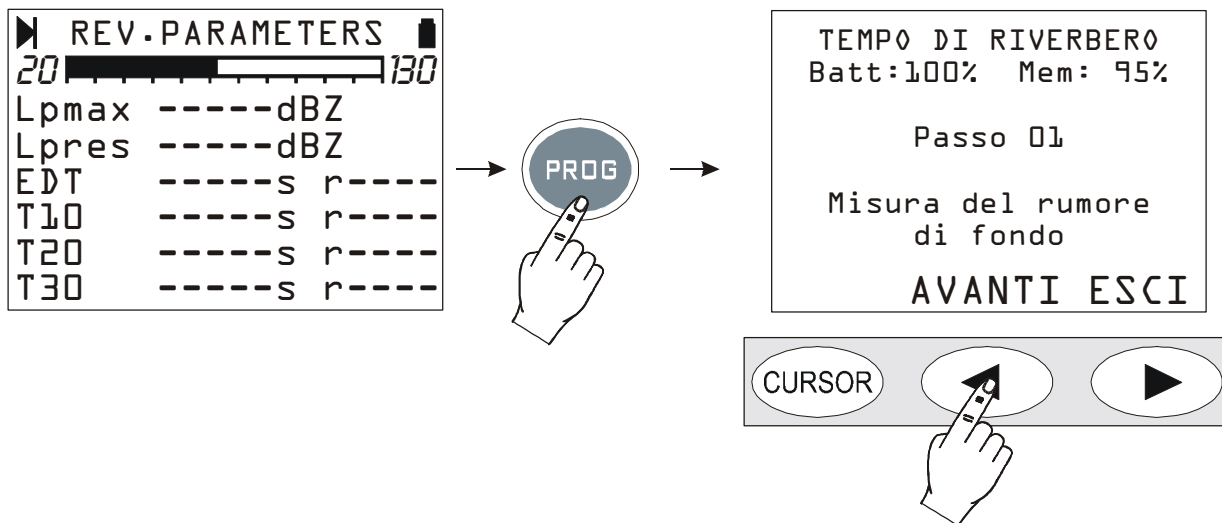 REV.PARAMETERS
20 130
Lpmax -----dBZ
Lpres -----dBZ
EDT -----s r----
T10 -----s r----
T20 -----s r----
T30 -----s r----
PROG
TEMPO DI RIVERBERO
Batt:100% Mem: 95%
Passo 01
Misura del rumore
di fondo
AVANTI ESCI
CURSOR